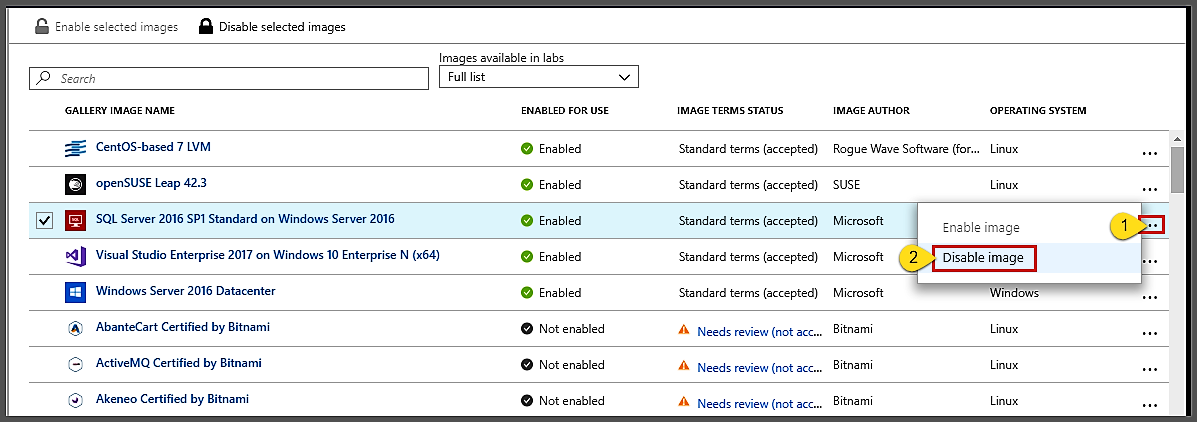 Enable selected images Disable selected images
Images available in labs
Search Full list
GALLERY IMAGE NAME ENABLED FOR USE IMAGE TERMS STATUS IMAGE AUTHOR OPERATING SYSTEM
CentOS-based 7 LVM Enabled Standard terms (accepted) Rogue Wave Software (for... Linux ...
openSUSE Leap 42.3 Enabled Standard terms (accepted) SUSE Linux ...
SQL Server 2016 SP1 Standard on Windows Server 2016 Enabled Standard terms (accepted) Microsoft Enable image 1 ...
Visual Studio Enterprise 2017 on Windows 10 Enterprise N (x64) Enabled Standard terms (accepted) Microsoft 2 Disable image ...
Windows Server 2016 Datacenter Enabled Standard terms (accepted) Microsoft Windows ...
AbanteCart Certified by Bitnami Not enabled Needs review (not acc... Bitnami Linux ...
ActiveMQ Certified by Bitnami Not enabled Needs review (not acc... Bitnami Linux ...
Akeneo Certified by Bitnami Not enabled Needs review (not acc... Bitnami Linux ...